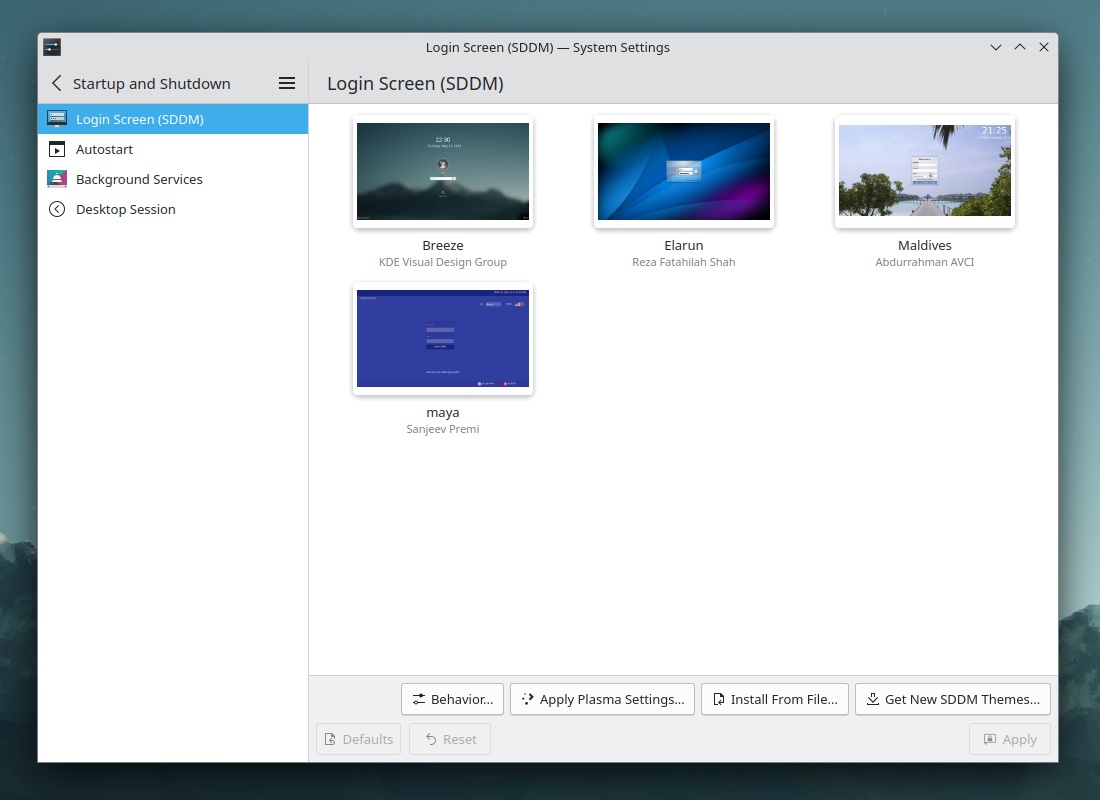 Login Screen (SDDM) — System Settings
Startup and Shutdown
Login Screen (SDDM)
Login Screen (SDDM)
Autostart
Background Services
Desktop Session
22:30
21:25
Breeze
KDE Visual Design Group
Elarun
Reza Fatahilah Shah
Maldives
Abdurrahman AVCI
maya
Sanjeev Premi
Behavior...
Apply Plasma Settings...
Install From File...
Get New SDDM Themes...
Defaults
Reset
Apply